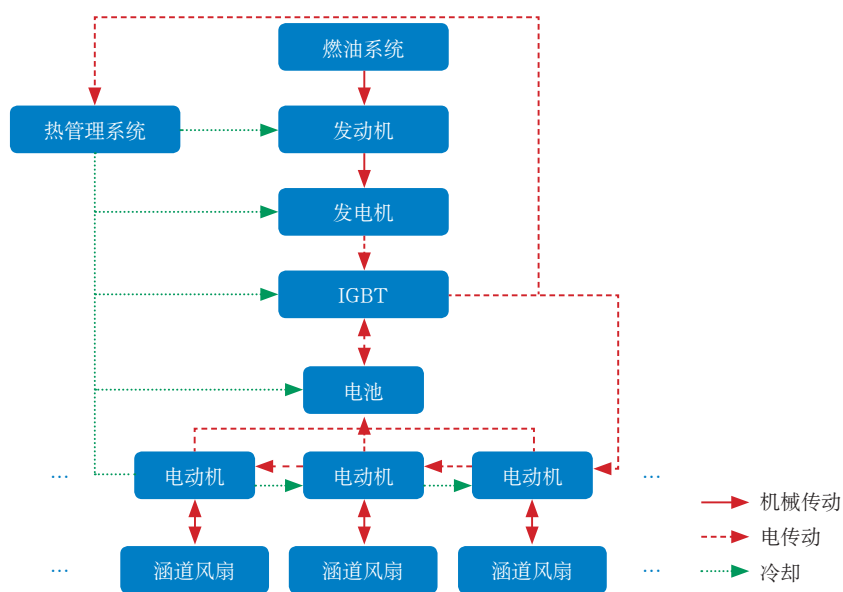 燃油系统
热管理系统
发动机
发电机
IGBT
电池
…
电动机
电动机
电动机
…
机械传动
电传动
…
涵道风扇
涵道风扇
涵道风扇
…
冷却